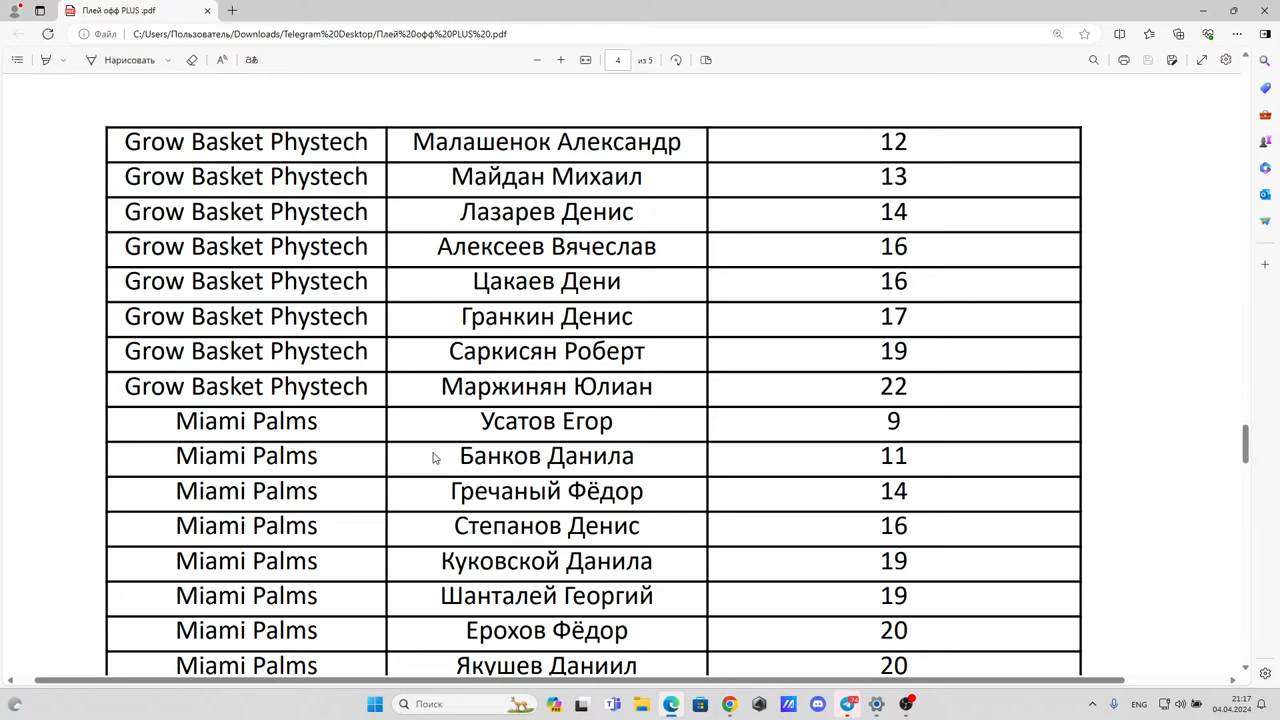 Плей офф PLUS .pdf
Файл C:/Users/Пользователь/Downloads/Telegram%20Desktop/Плей%20офф%20PLUS%20.pdf
Нарисовать 4 из 5
Grow Basket Phystech Малашенок Александр 12
Grow Basket Phystech Майдан Михаил 13
Grow Basket Phystech Лазарев Денис 14
Grow Basket Phystech Алексеев Вячеслав 16
Grow Basket Phystech Цакаев Дени 16
Grow Basket Phystech Гранкин Денис 17
Grow Basket Phystech Саркисян Роберт 19
Grow Basket Phystech Маржинян Юлиан 22
Miami Palms Усатов Егор 9
Miami Palms Банков Данила 11
Miami Palms Гречаный Фёдор 14
Miami Palms Степанов Денис 16
Miami Palms Куковской Данила 19
Miami Palms Шанталей Георгий 19
Miami Palms Ерохов Фёдор 20
Miami Palms Якушев Даниил 20
Поиск ENG 21:17
04.04.2024